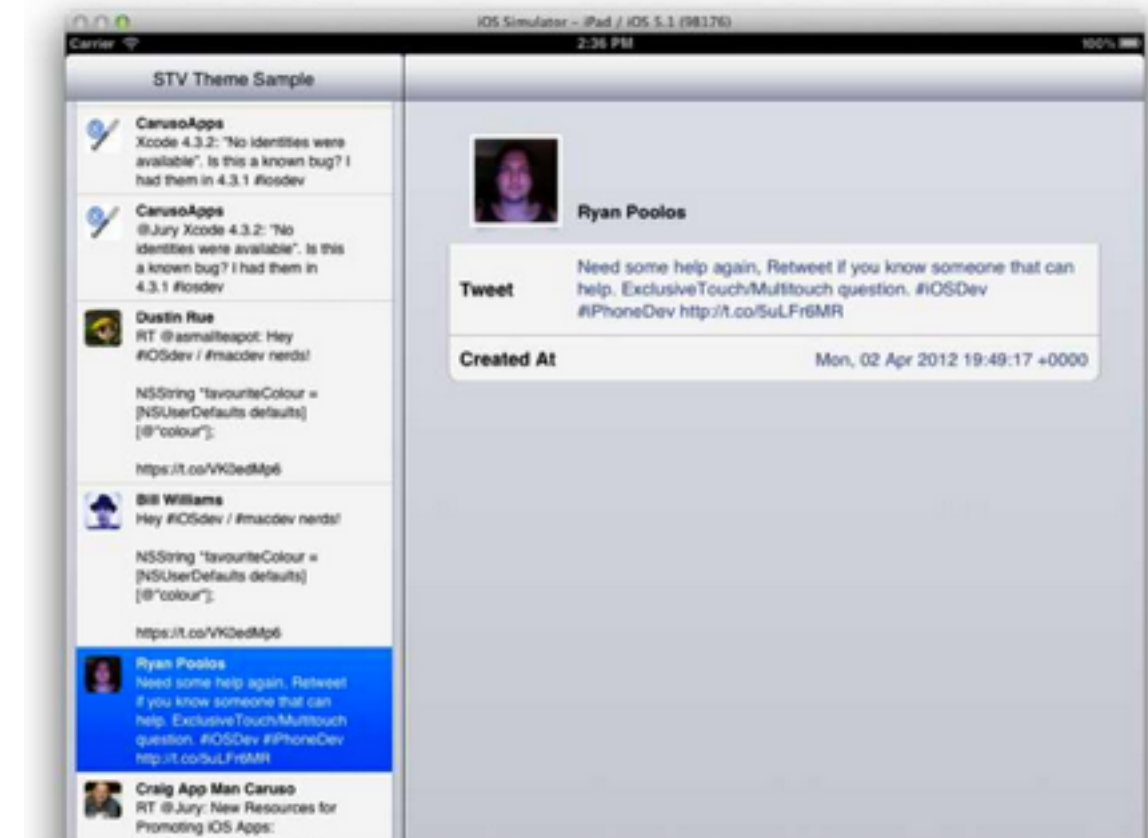 iOS Simulator - iPad / iOS 5.1 (9B176)
Carrier
2:36 PM
100%
STV Theme Sample
CarusoApps
Xcode 4.3.2: "No identities were
available". Is this a known bug? I
had them in 4.3.1 #iosdev
CarusoApps
@Jury Xcode 4.3.2: "No
identities were available". Is this
a known bug? I had them in
4.3.1 #iosdev
Dustin Rue
RT @asmallteapot: Hey
#iOSdev / #macdev nerds!
NSString *favouriteColour =
[NSUserDefaults defaults]
[@"colour"];
https://t.co/VK0edMp6
Bill Williams
Hey #iOSdev / #macdev nerds!
NSString *favouriteColour =
[NSUserDefaults defaults]
[@"colour"];
https://t.co/VK0edMp6
Ryan Poolos
Need some help again, Retweet
if you know someone that can
help. ExclusiveTouch/Multitouch
question. #iOSDev #iPhoneDev
http://t.co/5uLFr6MR
Craig App Man Caruso
RT @Jury: New Resources for
Promoting iOS Apps:
Ryan Poolos
Tweet
Need some help again, Retweet if you know someone that can
help. ExclusiveTouch/Multitouch question. #iOSDev
#iPhoneDev http://t.co/5uLFr6MR
Created At
Mon, 02 Apr 2012 19:49:17 +0000